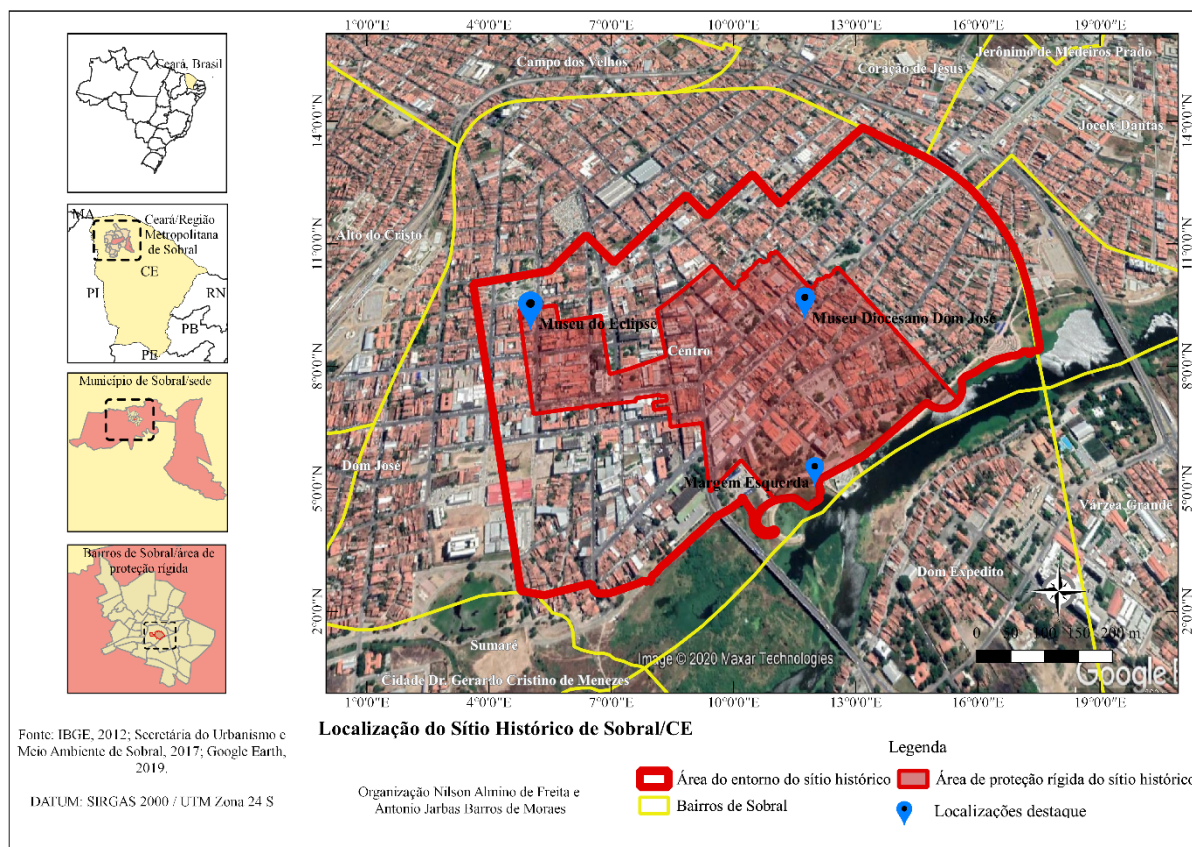 Ceará, Brasil
MA
Ceará/Região
Metropolitana
de Sobral
CE
PI
RN
PB
PE
Município de Sobral/sede
Bairros de Sobral/área de
proteção rígida
Fonte: IBGE, 2012; Secretária do Urbanismo e
Meio Ambiente de Sobral, 2017; Google Earth,
2019.
DATUM: SIRGAS 2000 / UTM Zona 24 S
1°0'0"E 4°0'0"E 7°0'0"E 10°0'0"E 13°0'0"E 16°0'0"E 19°0'0"E
14°0'0"N
11°0'0"N
8°0'0"N
5°0'0"N
2°0'0"N
Campo dos Velhos
Coração de Jesus
Jerônimo de Medeiros Prado
Jocely Dantas
Alto do Cristo
Museu do Eclipse
Museu Diocesano Dom José
Centro
Dom José
Margem Esquerda
Várzea Grande
Dom Expedito
Sumaré
Cidade Dr. Gerardo Cristino de Menezes
Image © 2020 Maxar Technologies
0 50 100 150 200 m
Google E
14°0'0"N
11°0'0"N
8°0'0"N
5°0'0"N
2°0'0"N
1°0'0"E 4°0'0"E 7°0'0"E 10°0'0"E 13°0'0"E 16°0'0"E 19°0'0"E
Localização do Sítio Histórico de Sobral/CE
Organização Nilson Almino de Freita e
Antonio Jarbas Barros de Moraes
Legenda
Área do entorno do sítio histórico
Área de proteção rígida do sítio histórico
Bairros de Sobral
Localizações destaque